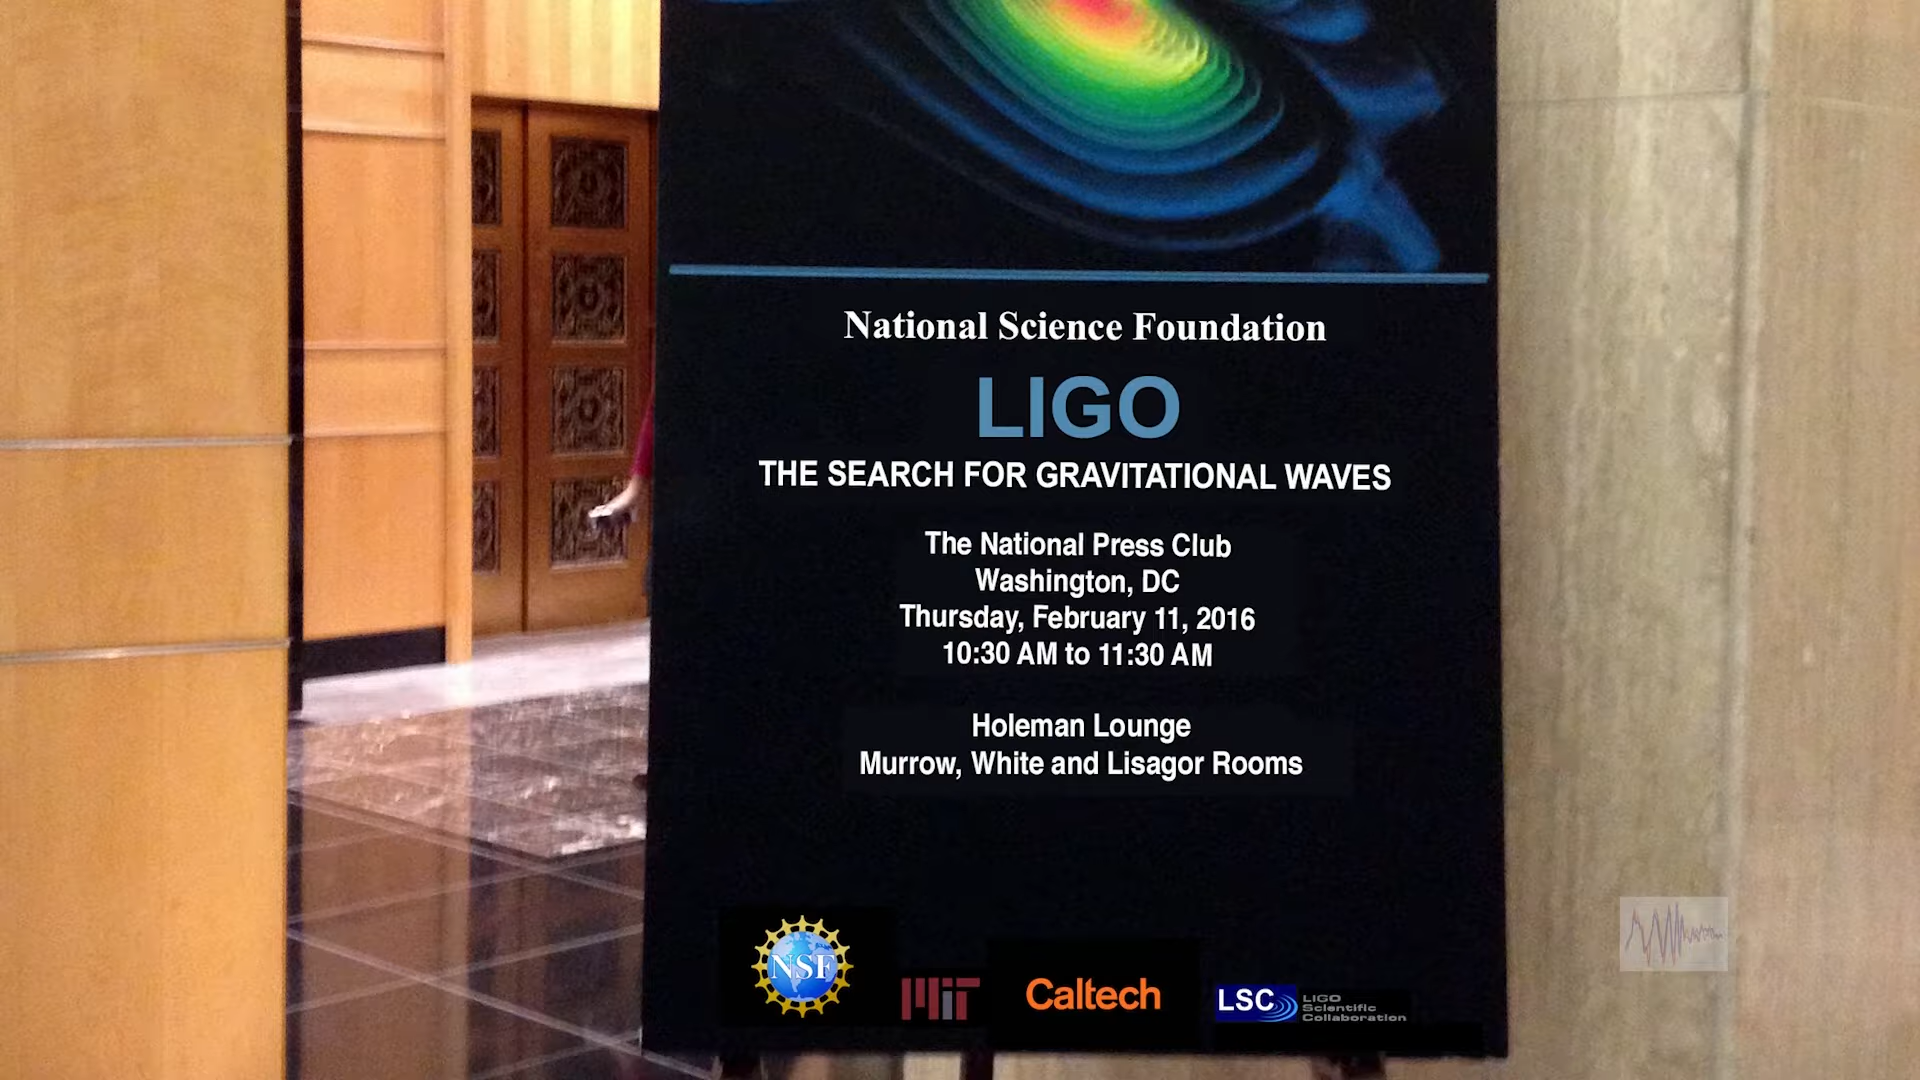 National Science Foundation
LIGO
THE SEARCH FOR GRAVITATIONAL WAVES
The National Press Club
Washington, DC
Thursday, February 11, 2016
10:30 AM to 11:30 AM
Holeman Lounge
Murrow, White and Lisagor Rooms
NSF
MIT
Caltech
LSC
LIGO
Scientific
Collaboration